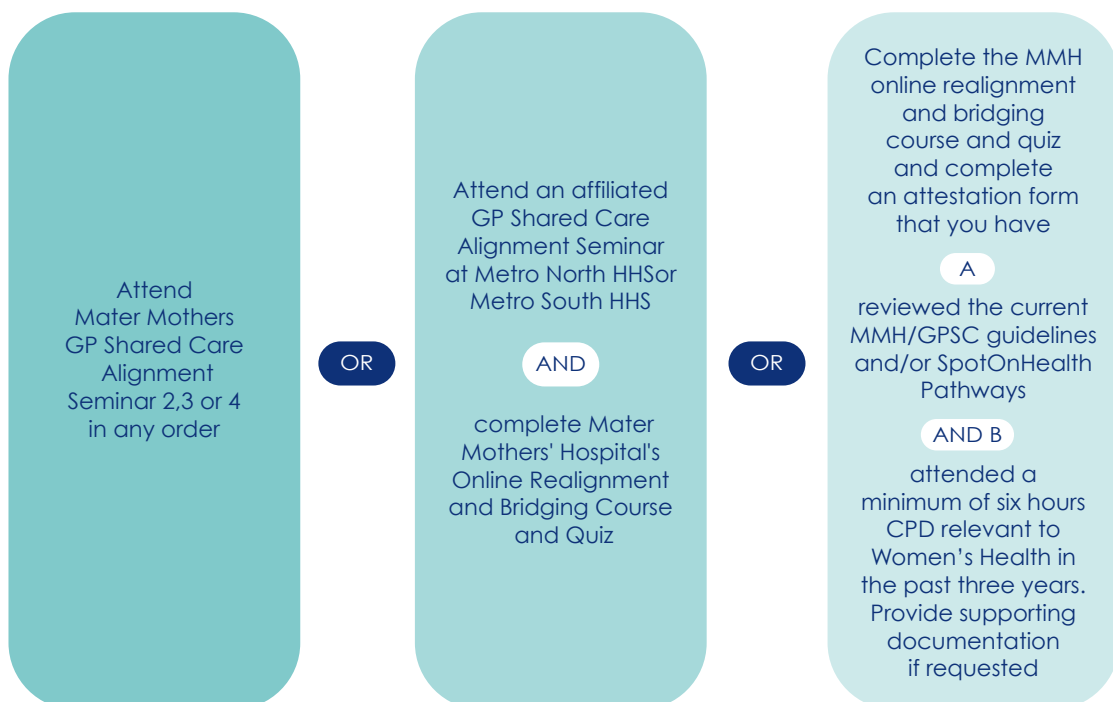 Attend
Mater Mothers
GP Shared Care
Alignment
Seminar 2,3 or 4
in any order
OR
Attend an affiliated
GP Shared Care
Alignment Seminar
at Metro North HHSor
Metro South HHS
AND
complete Mater
Mothers' Hospital's
Online Realignment
and Bridging Course
and Quiz
OR
Complete the MMH
online realignment
and bridging
course and quiz
and complete
an attestation form
that you have
A
reviewed the current
MMH/GPSC guidelines
and/or SpotOnHealth
Pathways
AND B
attended a
minimum of six hours
CPD relevant to
Women’s Health in
the past three years.
Provide supporting
documentation
if requested